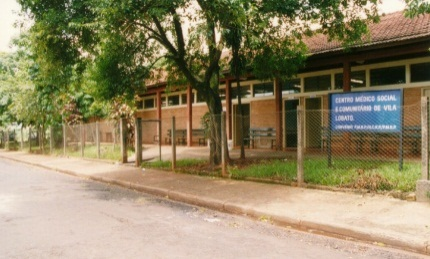 CENTRO MÉDICO SOCIAL
E COMUNITÁRIO DE VILA
LOBATO.